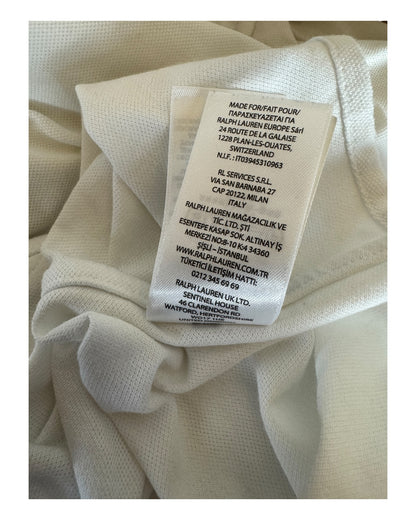 MADE FOR/FAIT POUR/
ΠΑΡΑΣΚΕΥΑΖΕΤΑΙ ΓΙΑ
RALPH LAUREN EUROPE Sàrl
24 ROUTE DE LA GALAISE
1228 PLAN-LES-OUATES,
SWITZERLAND
N.I.F. : IT03945310963
RL SERVICES S.R.L.
VIA SAN BARNABA 27
CAP 20122, MILAN
ITALY
RALPH LAUREN MAĞAZACILIK VE
TİC.LTD. ŞTİ
ESENTEPE KASAP SOK. ALTINAY İŞ
MERKEZİ NO:8-10 K:4 34360
ŞİŞLİ – İSTANBUL
WWW.RALPHLAUREN.COM.TR
TÜKETİCİ İLETİŞİM HATTI:
0212 345 69 69
RALPH LAUREN UK LTD.
SENTINEL HOUSE
46 CLARENDON RD
WATFORD, HERTFORDSHIRE